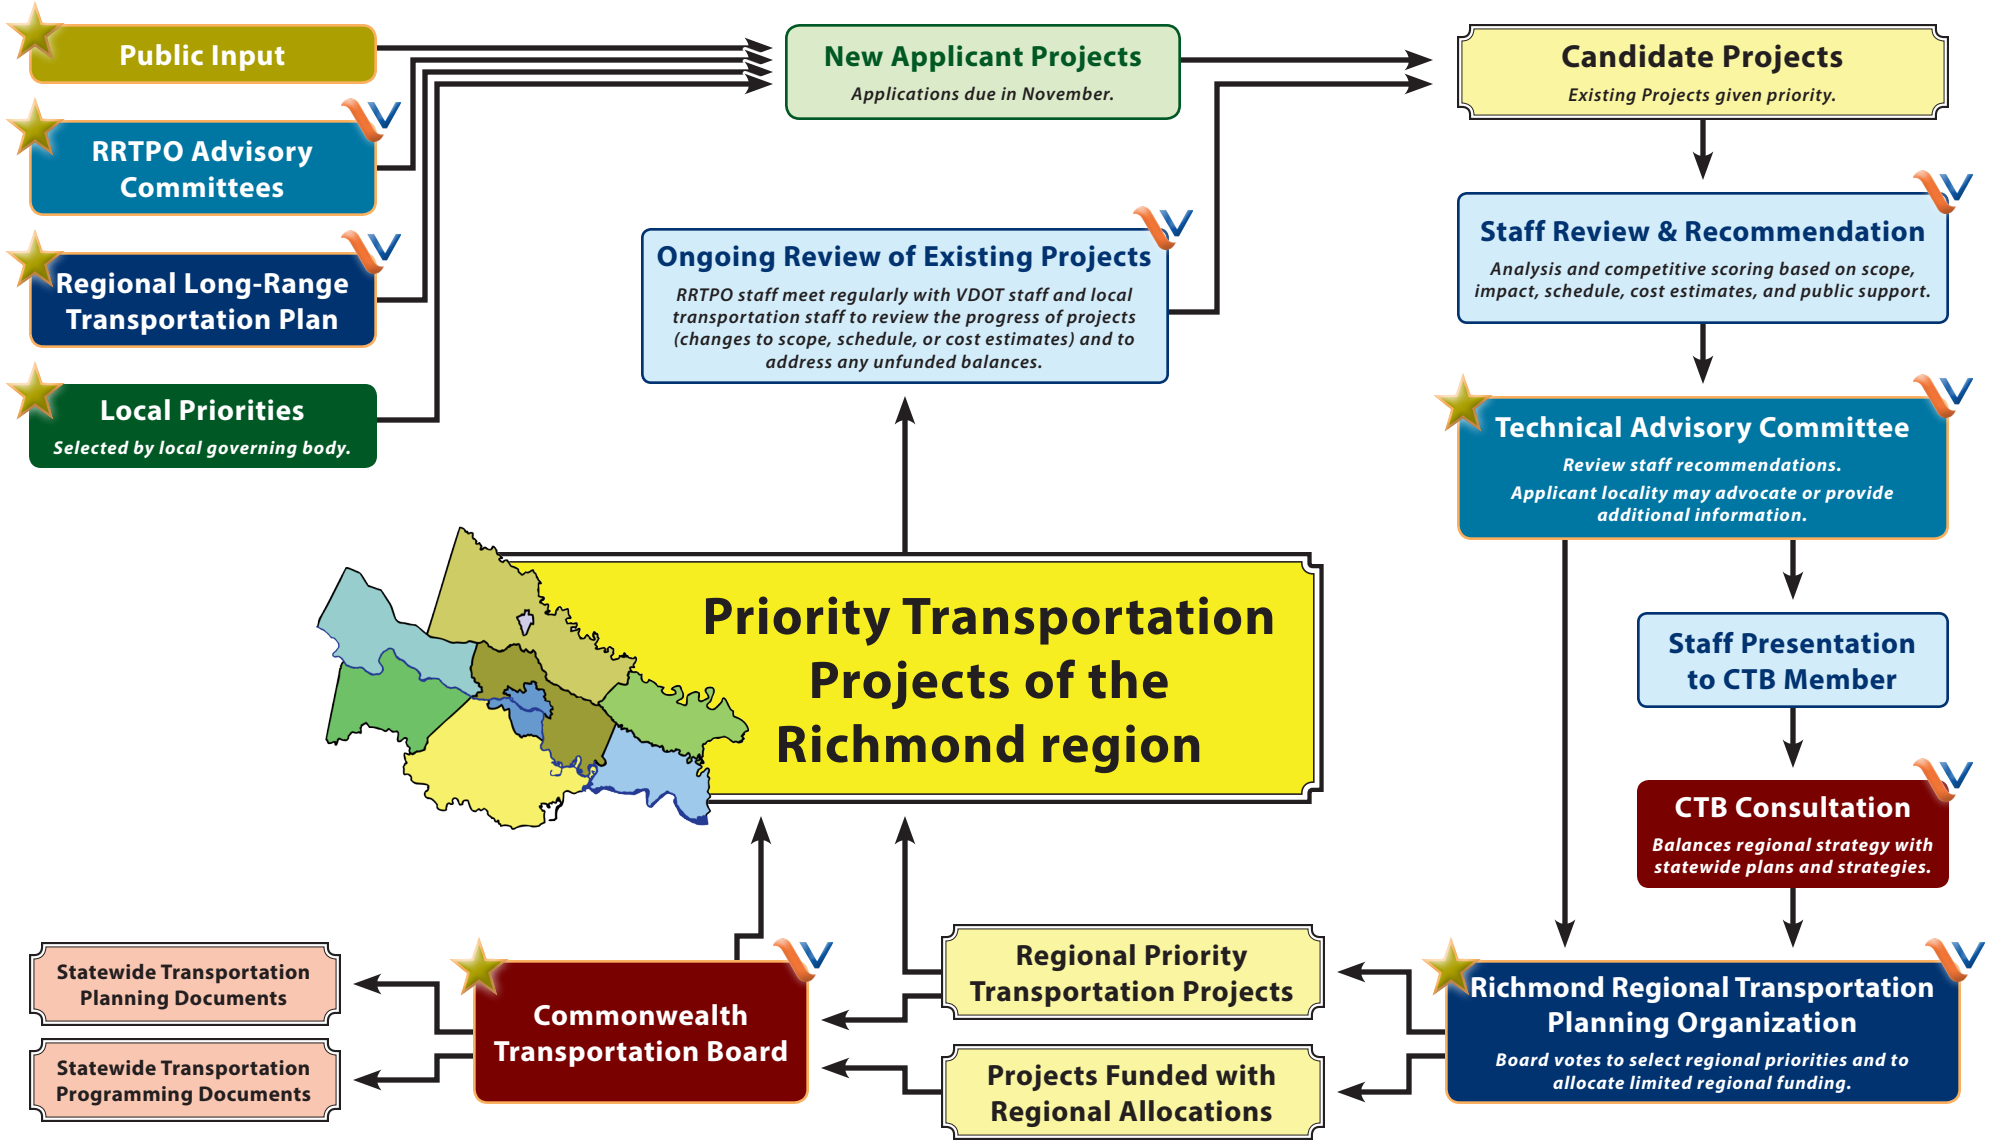 Public Input
RRTPO Advisory
Committees
Regional Long-Range
Transportation Plan
Local Priorities
Selected by local governing body.
New Applicant Projects
Applications due in November.
Ongoing Review of Existing Projects
RRTPO staff meet regularly with VDOT staff and local
transportation staff to review the progress of projects
(changes to scope, schedule, or cost estimates) and to
address any unfunded balances.
Candidate Projects
Existing Projects given priority.
Staff Review & Recommendation
Analysis and competitive scoring based on scope,
impact, schedule, cost estimates, and public support.
Technical Advisory Committee
Review staff recommendations.
Applicant locality may advocate or provide
additional information.
Staff Presentation
to CTB Member
CTB Consultation
Balances regional strategy with
statewide plans and strategies.
Richmond Regional Transportation
Planning Organization
Board votes to select regional priorities and to
allocate limited regional funding.
Priority Transportation
Projects of the
Richmond region
Regional Priority
Transportation Projects
Projects Funded with
Regional Allocations
Commonwealth
Transportation Board
Statewide Transportation
Planning Documents
Statewide Transportation
Programming Documents